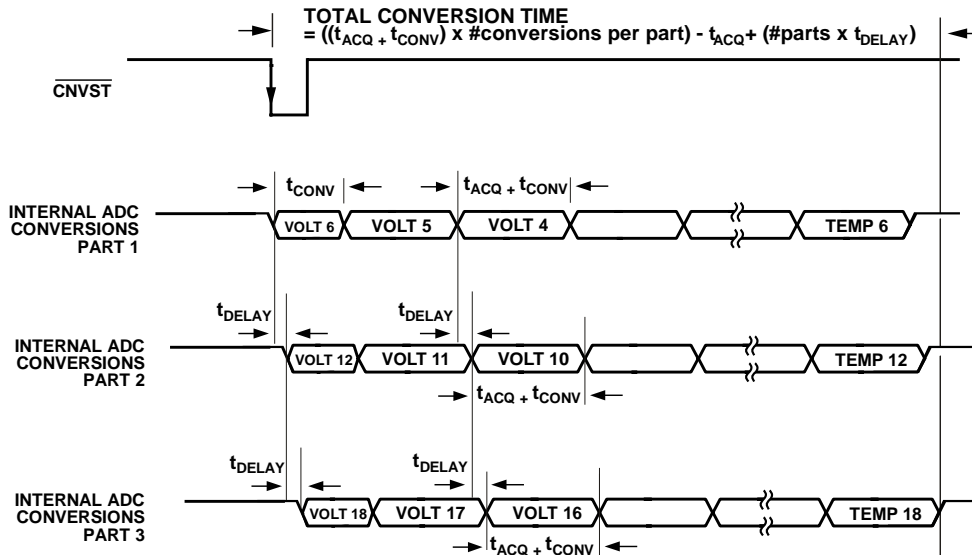 TOTAL CONVERSION TIME
= ((tACQ + tCONV) x #conversions per part) - tACQ+ (#parts x tDELAY)
CNVST
tCONV
tACQ + tCONV
INTERNAL ADC
CONVERSIONS
PART 1
VOLT 6
VOLT 5
VOLT 4
TEMP 6
tDELAY
tDELAY
INTERNAL ADC
CONVERSIONS
PART 2
VOLT 12
VOLT 11
VOLT 10
TEMP 12
tACQ + tCONV
tDELAY
tDELAY
INTERNAL ADC
CONVERSIONS
PART 3
VOLT 18
VOLT 17
VOLT 16
TEMP 18
tACQ + tCONV